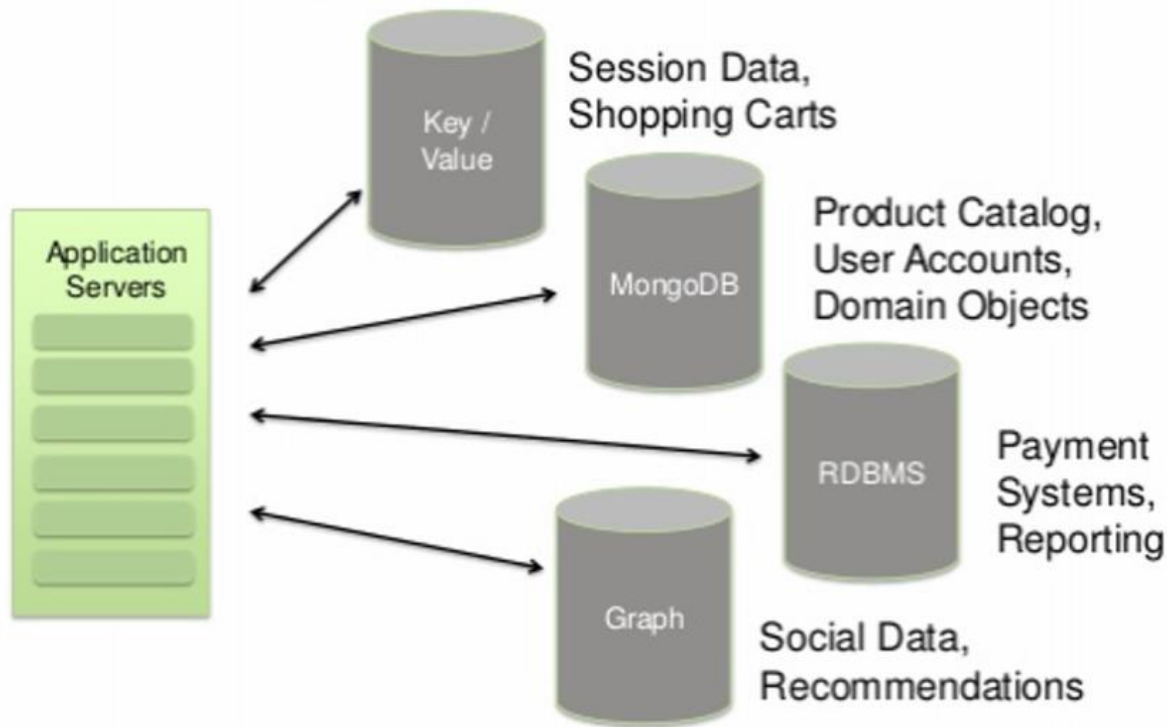 Key /
Value
Session Data,
Shopping Carts
Application
Servers
MongoDB
Product Catalog,
User Accounts,
Domain Objects
RDBMS
Payment
Systems,
Reporting
Graph
Social Data,
Recommendations